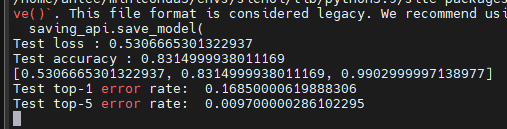 ve()`. This file format is considered legacy. We recommend usi
saving_api.save_model(
Test loss : 0.5306665301322937
Test accuracy : 0.8314999938011169
[0.5306665301322937, 0.8314999938011169, 0.9902999997138977]
Test top-1 error rate:  0.16850000619888306
Test top-5 error rate:  0.009700000286102295